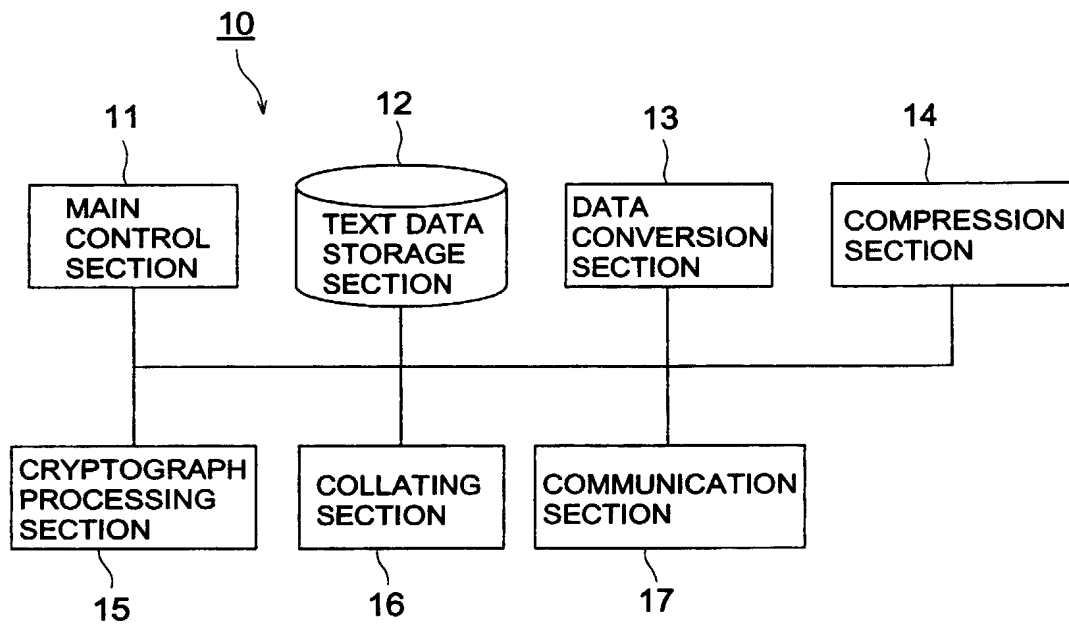 10
11
12
13
14
MAIN
CONTROL
SECTION
TEXT DATA
STORAGE
SECTION
DATA
CONVERSION
SECTION
COMPRESSION
SECTION
CRYPTOGRAPH
PROCESSING
SECTION
COLLATING
SECTION
COMMUNICATION
SECTION
15
16
17